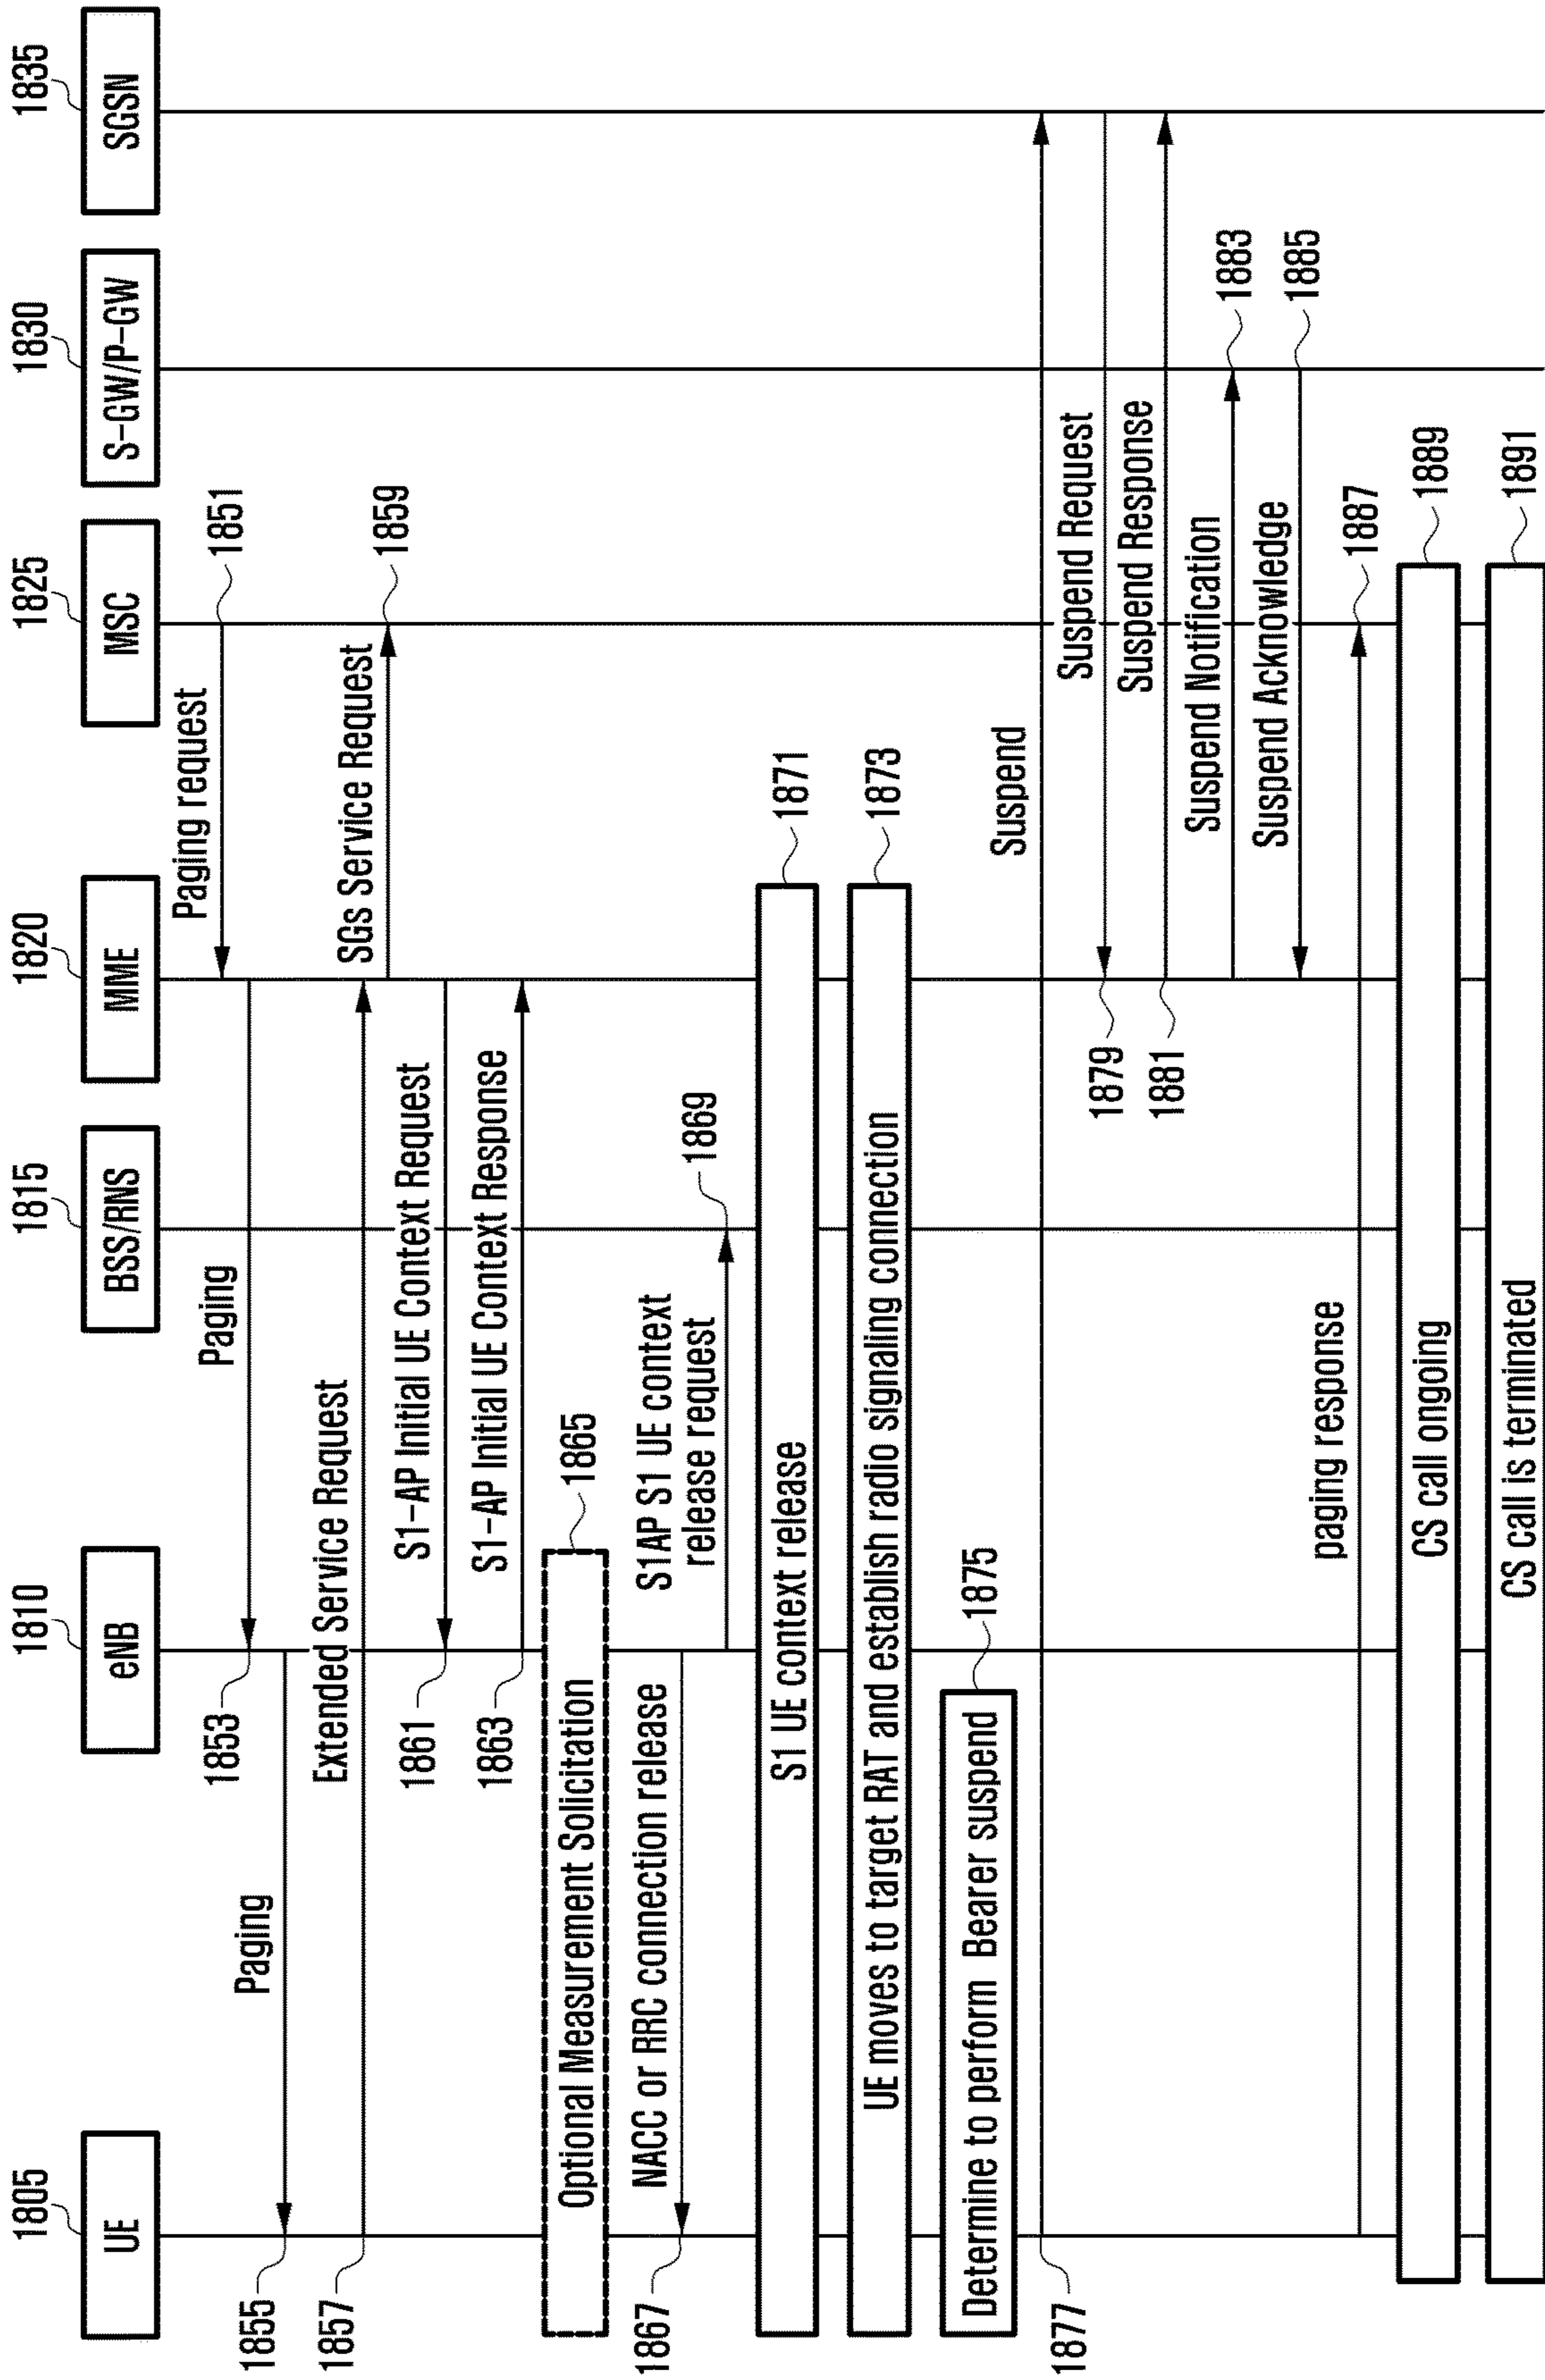 1805
1810
1815
1820
1825
1830
1835
UE
eNB
BSS/RNS
MME
MSC
S-GW/P-GW
SGSN
Paging request
1851
Paging
1853
Paging
1855
Extended Service Request
1857
SGs Service Request
1859
S1-AP Initial UE Context Request
1861
S1-AP Initial UE Context Response
1863
Optional Measurement Solicitation
1865
NACC or RRC connection release
1867
S1AP S1 UE context
release request
1869
S1 UE context release
1871
UE moves to target RAT and establish radio signaling connection
1873
Determine to perform Bearer suspend
1875
Suspend
1877
Suspend Request
1879
Suspend Response
1881
Suspend Notification
1883
Suspend Acknowledge
1885
paging response
1887
CS call ongoing
1889
CS call is terminated
1891